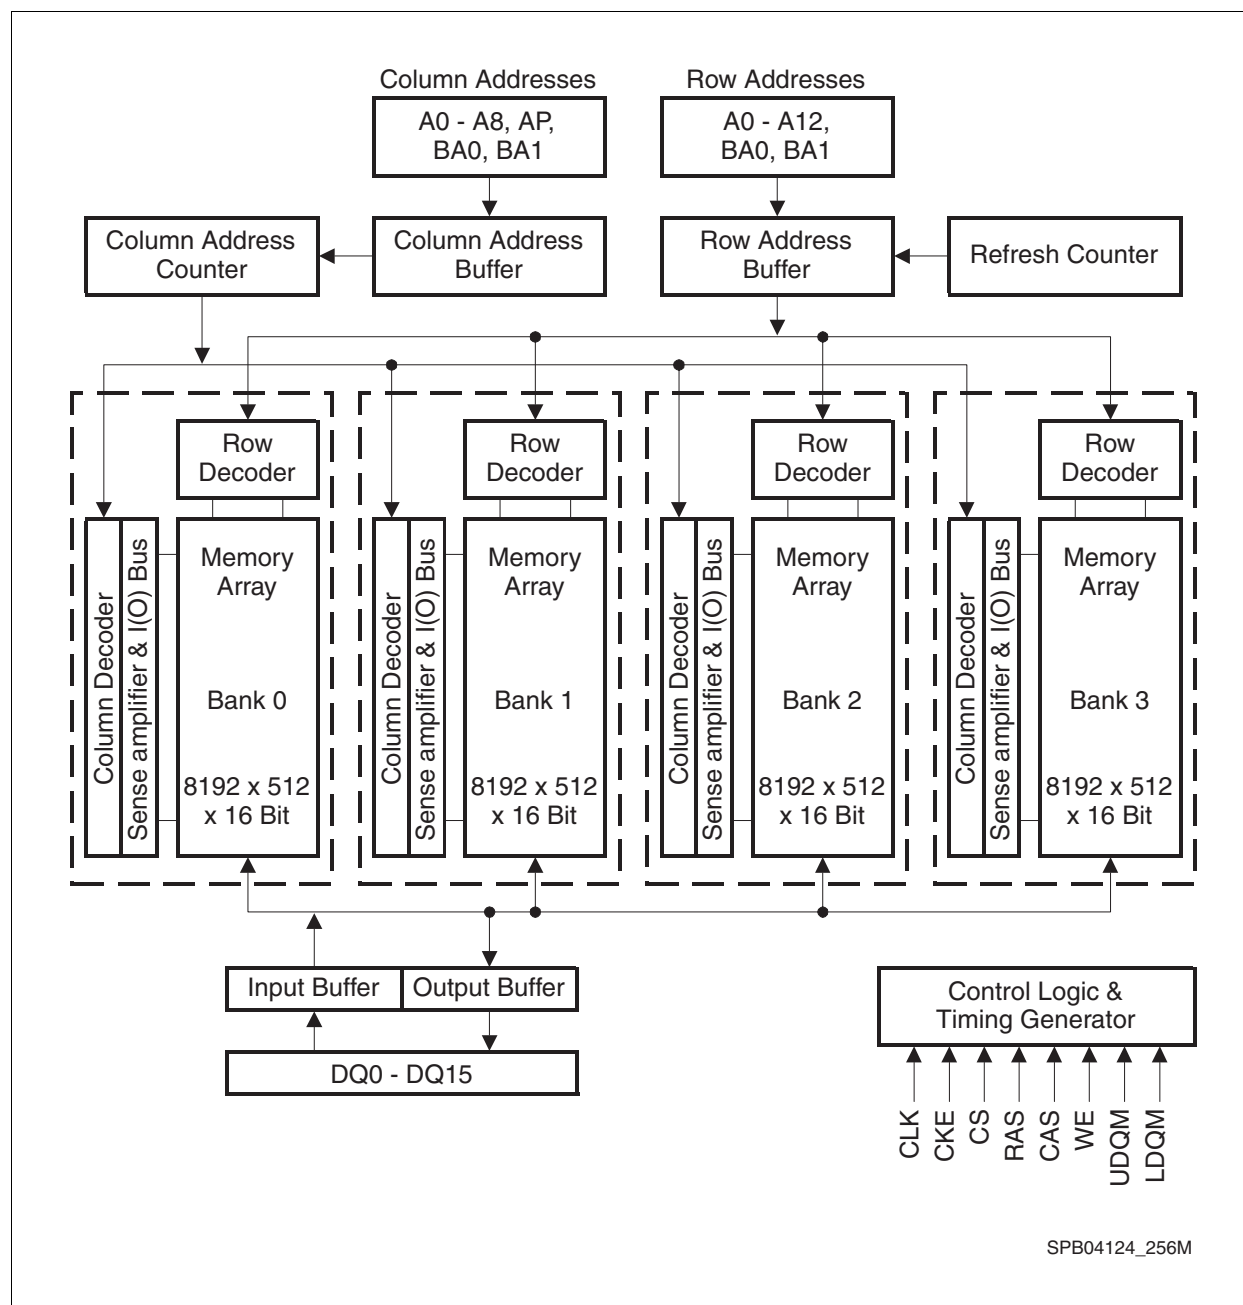 Column Addresses
Row Addresses
A0 - A8, AP,
BA0, BA1
A0 - A12,
BA0, BA1
Column Address
Counter
Column Address
Buffer
Row Address
Buffer
Refresh Counter
Row
Decoder
Row
Decoder
Row
Decoder
Row
Decoder
Column Decoder
Sense amplifier & I(O) Bus
Memory
Array
Bank 0
8192 x 512
x 16 Bit
Column Decoder
Sense amplifier & I(O) Bus
Memory
Array
Bank 1
8192 x 512
x 16 Bit
Column Decoder
Sense amplifier & I(O) Bus
Memory
Array
Bank 2
8192 x 512
x 16 Bit
Column Decoder
Sense amplifier & I(O) Bus
Memory
Array
Bank 3
8192 x 512
x 16 Bit
Input Buffer
Output Buffer
DQ0 - DQ15
Control Logic &
Timing Generator
CLK
CKE
CS
RAS
CAS
WE
UDQM
LDQM
SPB04124_256M